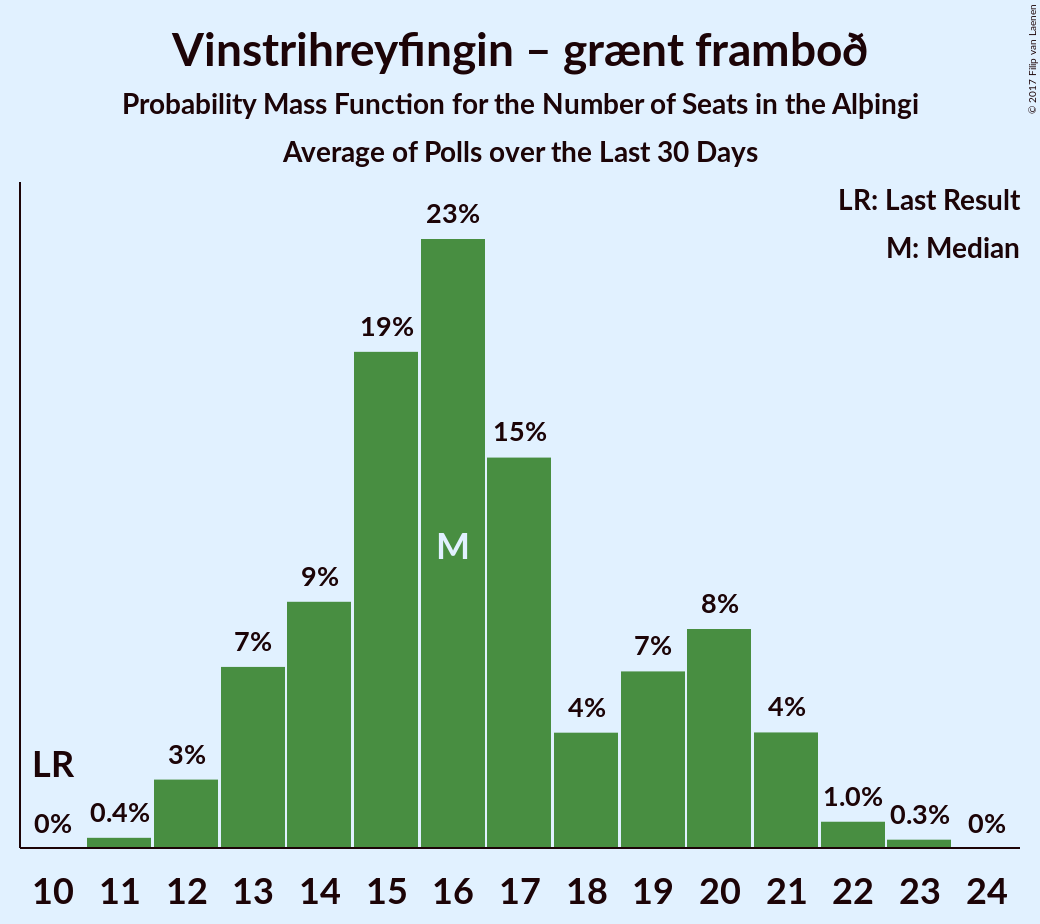 Vinstrihreyfingin – grænt framboð
Probability Mass Function for the Number of Seats in the Alþingi
Average of Polls over the Last 30 Days
© 2017 Filip van Laenen
LR: Last Result
M: Median
23%
19%
15%
M
9%
8%
7%
7%
4%
4%
3%
LR
1.0%
0.4%
0.3%
0%
0%
10 11 12 13 14 15 16 17 18 19 20 21 22 23 24